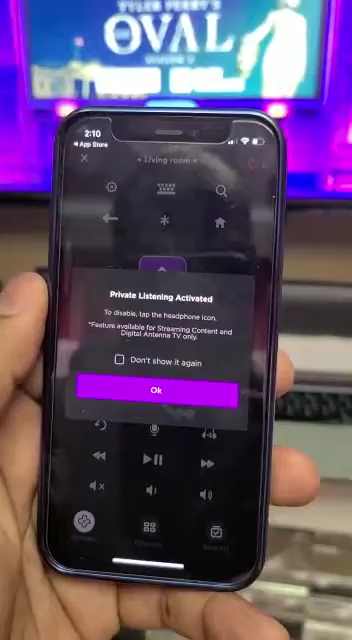 TYLER PERRY'S
OVAL
2:10
App Store
Living room
Private Listening Activated
To disable, tap the headphone icon.
*Feature available for Streaming Content and
Digital Antenna TV only.
Don't show it again
Ok